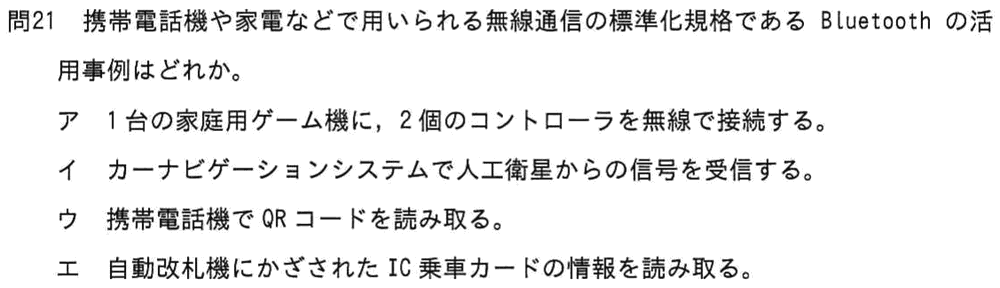 問21　携帯電話機や家電などで用いられる無線通信の標準化規格である Bluetooth の活
用事例はどれか。
ア　1台の家庭用ゲーム機に，2個のコントローラを無線で接続する。
イ　カーナビゲーションシステムで人工衛星からの信号を受信する。
ウ　携帯電話機で QR コードを読み取る。
エ　自動改札機にかざされた IC 乗車カードの情報を読み取る。